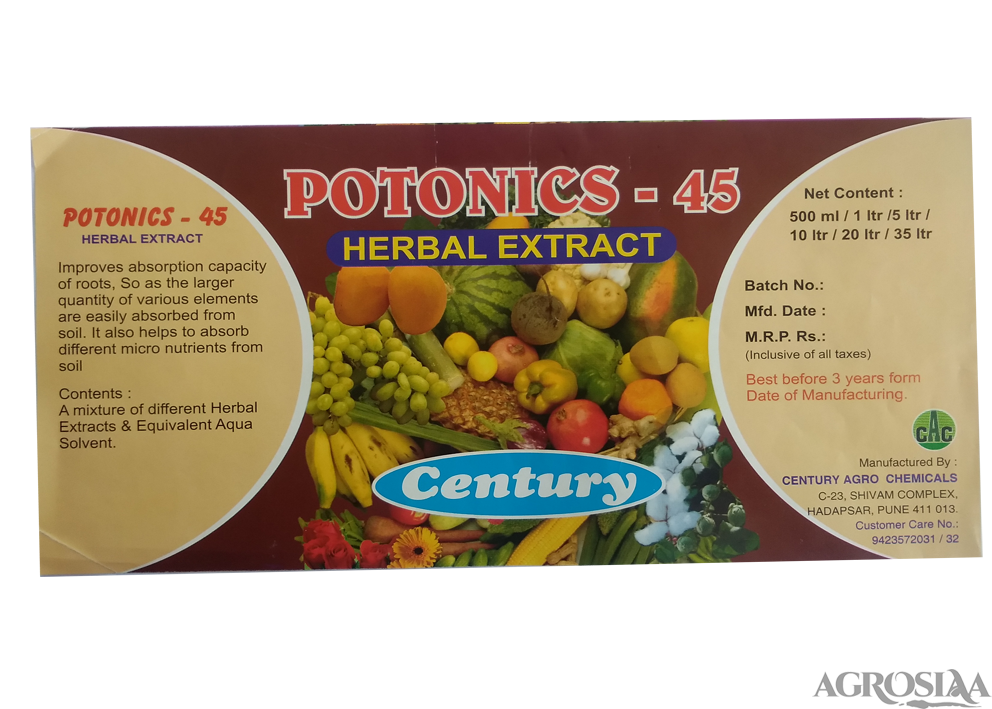 POTONICS - 45
HERBAL EXTRACT
Improves absorption capacity
of roots, So as the larger
quantity of various elements
are easily absorbed from
soil. It also helps to absorb
different micro nutrients from
soil
Contents :
A mixture of different Herbal
Extracts & Equivalent Aqua
Solvent.
POTONICS - 45
HERBAL EXTRACT
Century
Net Content :
500 ml / 1 ltr /5 ltr /
10 ltr / 20 ltr / 35 ltr
Batch No.:
Mfd. Date :
M.R.P. Rs.:
(Inclusive of all taxes)
Best before 3 years form
Date of Manufacturing.
CAC
Manufactured By :
CENTURY AGRO CHEMICALS
C-23, SHIVAM COMPLEX,
HADAPSAR, PUNE 411 013.
Customer Care No.:
9423572031 / 32
AGROSIAA